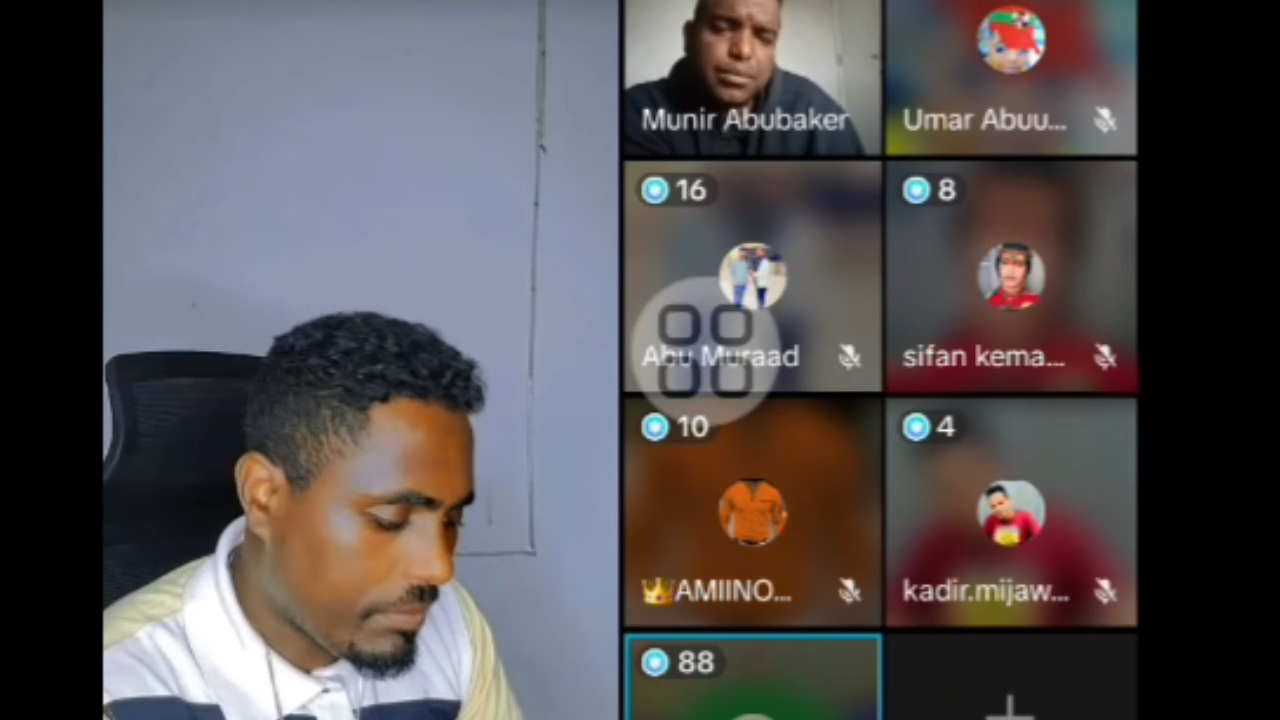 Munir Abubaker
Umar Abuu...
16
8
Abu Muraad
sifan kema...
10
4
AMIINO...
kadir.mijaw...
88